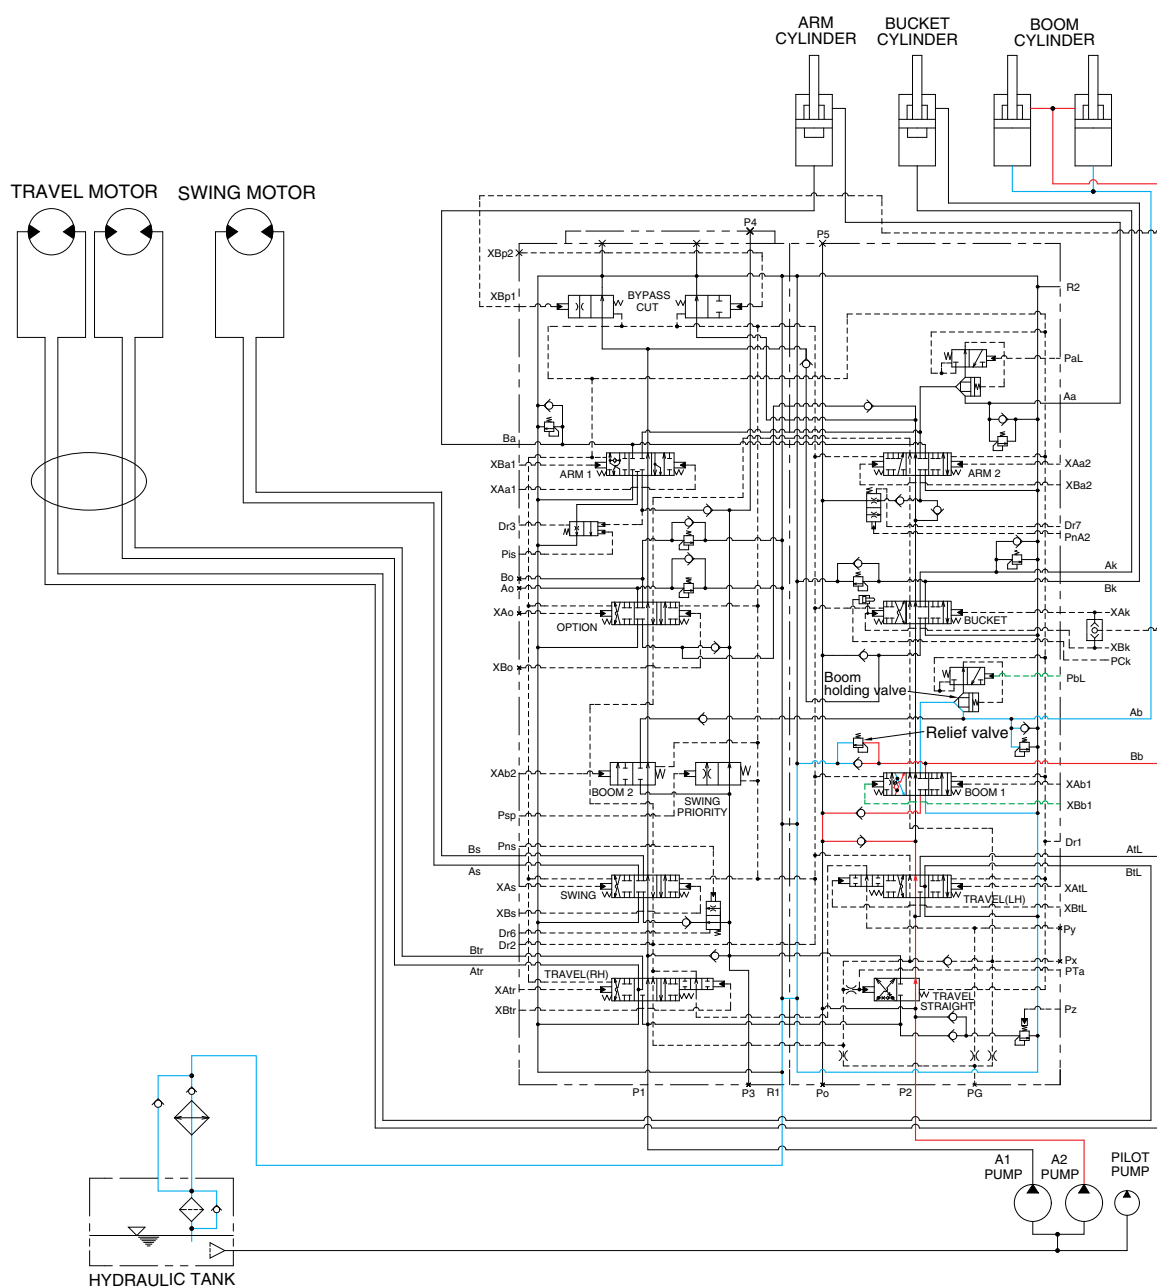 ARM
CYLINDER
BUCKET
CYLINDER
BOOM
CYLINDER
TRAVEL MOTOR
SWING MOTOR
P4
P5
XBp2
XBp1
BYPASS
CUT
R2
PaL
Aa
Ba
XBa1
ARM 1
XAa1
ARM 2
XAa2
XBa2
Dr3
Pis
Dr7
PnA2
Bo
Ao
Ak
Bk
XAo
OPTION
BUCKET
XAk
XBo
XBk
PCk
Boom
holding valve
PbL
Ab
Relief valve
Bb
XAb2
BOOM 2
SWING
PRIORITY
BOOM 1
XAb1
XBb1
Psp
Pns
Bs
As
Dr1
AtL
BtL
XAs
SWING
TRAVEL(LH)
XAtL
XBs
XBtL
Dr6
Dr2
Py
Btr
Atr
TRAVEL(RH)
Px
PTa
XAtr
TRAVEL
STRAIGHT
XBtr
Pz
P1
P3
R1
Po
P2
PG
A1
PUMP
A2
PUMP
PILOT
PUMP
HYDRAULIC TANK